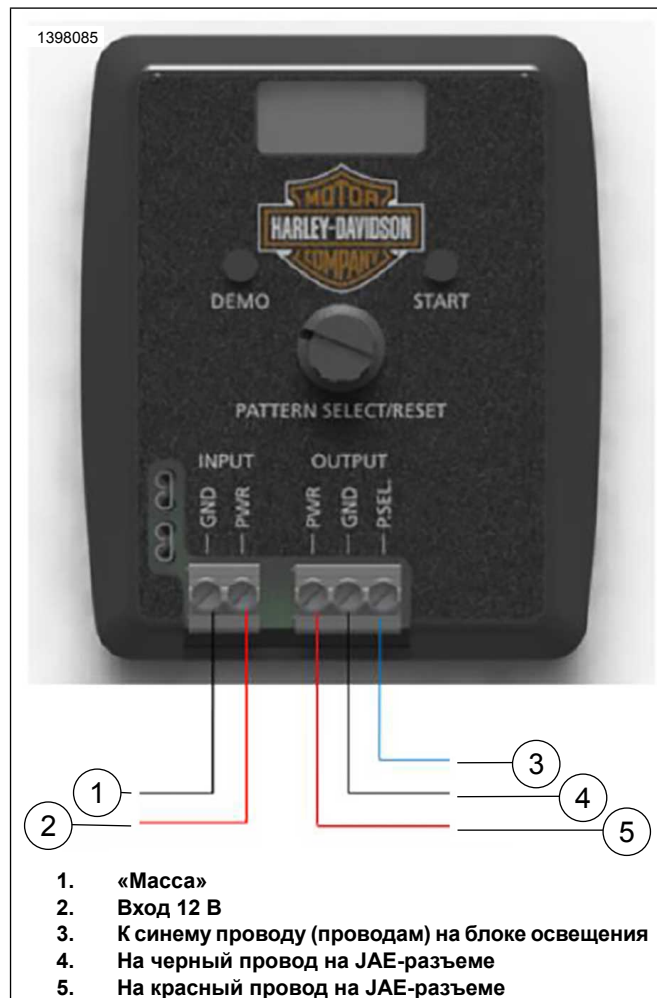 1398085
MOTOR
HARLEY-DAVIDSON
COMPANY
DEMO
START
PATTERN SELECT/RESET
INPUT
OUTPUT
GND
PWR
PWR
GND
P.SEL.
1
2
3
4
5
1. «Масса»
2. Вход 12 В
3. К синему проводу (проводам) на блоке освещения
4. На черный провод на JAE-разъеме
5. На красный провод на JAE-разъеме